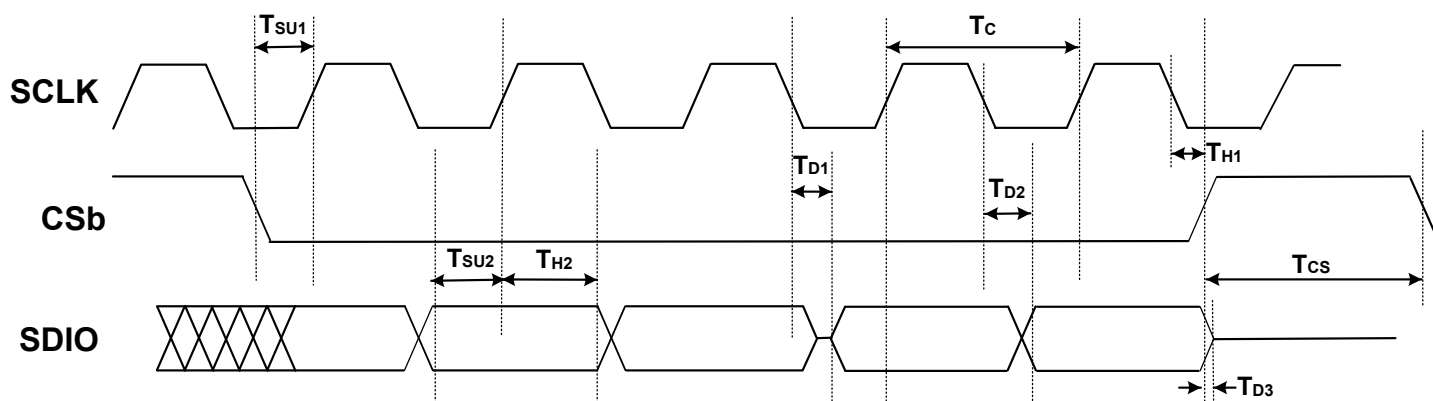 TSU1
TC
SCLK
TH1
TD1
TD2
CSb
TSU2
TH2
TCS
SDIO
TD3